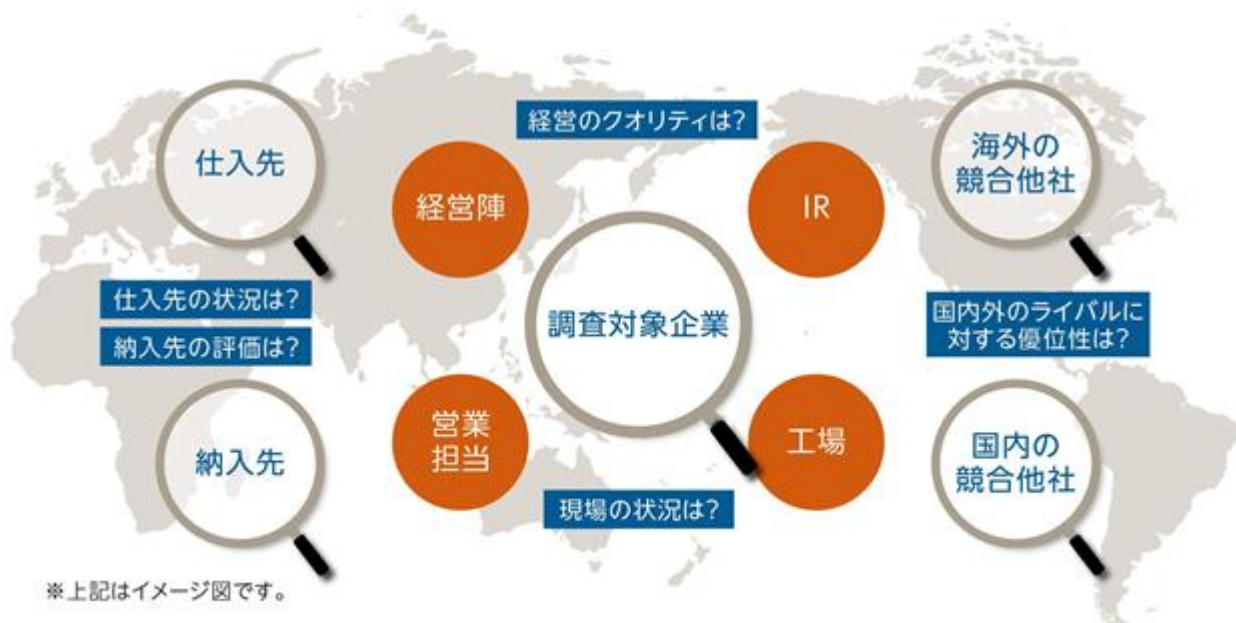 仕入先
仕入先の状況は?
納入先の評価は?
納入先
経営のクオリティは?
経営陣
IR
調査対象企業
営業
担当
工場
現場の状況は?
海外の
競合他社
国内外のライバルに
対する優位性は?
国内の
競合他社
※上記はイメージ図です。